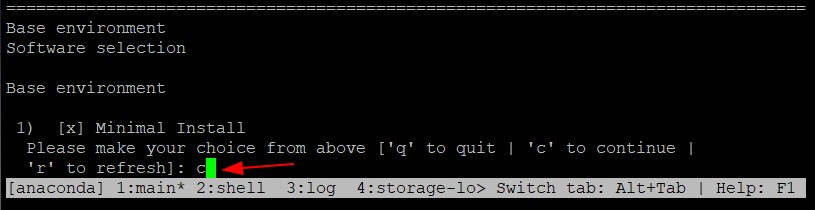 ================================================================================
Base environment
Software selection
Base environment
1) [x] Minimal Install
Please make your choice from above ['q' to quit | 'c' to continue |
'r' to refresh]: c
[anaconda] 1:main* 2:shell  3:log  4:storage-lo> Switch tab: Alt+Tab | Help: F1